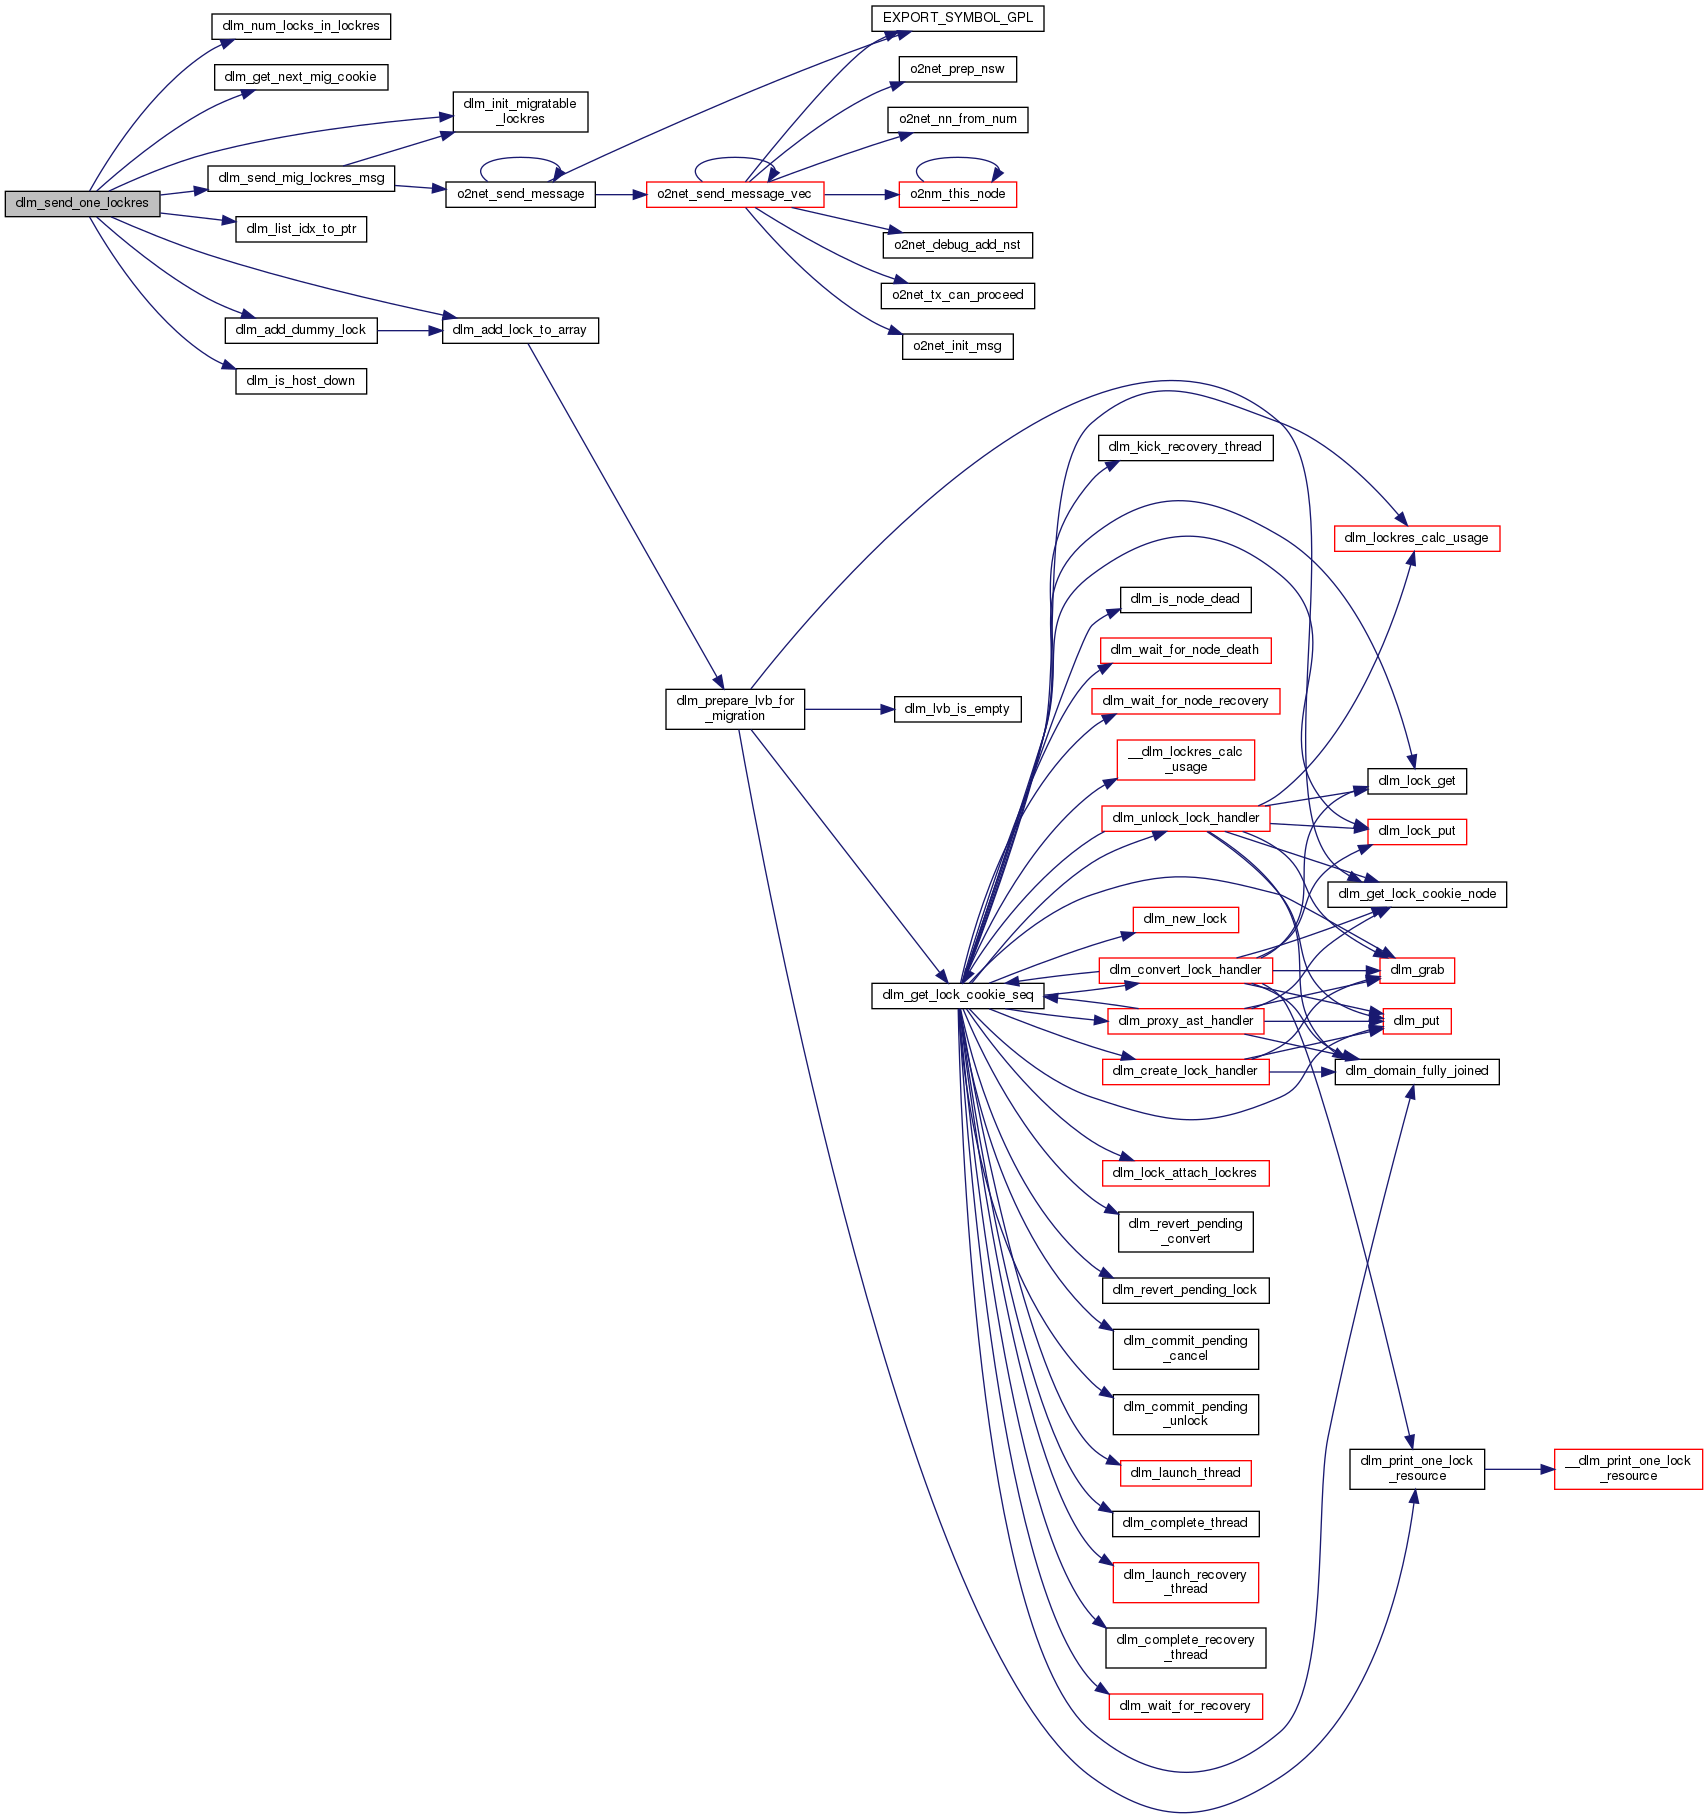 dlm_send_one_lockres
dlm_num_locks_in_lockres
dlm_get_next_mig_cookie
dlm_init_migratable
_lockres
dlm_send_mig_lockres_msg
dlm_list_idx_to_ptr
dlm_add_dummy_lock
dlm_is_host_down
o2net_send_message
dlm_add_lock_to_array
o2net_send_message_vec
EXPORT_SYMBOL_GPL
o2net_prep_nsw
o2net_nn_from_num
o2nm_this_node
o2net_debug_add_nst
o2net_tx_can_proceed
o2net_init_msg
dlm_prepare_lvb_for
_migration
dlm_lvb_is_empty
dlm_get_lock_cookie_seq
dlm_kick_recovery_thread
dlm_is_node_dead
dlm_wait_for_node_death
dlm_wait_for_node_recovery
__dlm_lockres_calc
_usage
dlm_unlock_lock_handler
dlm_new_lock
dlm_convert_lock_handler
dlm_proxy_ast_handler
dlm_create_lock_handler
dlm_lock_attach_lockres
dlm_revert_pending
_convert
dlm_revert_pending_lock
dlm_commit_pending
_cancel
dlm_commit_pending
_unlock
dlm_launch_thread
dlm_complete_thread
dlm_launch_recovery
_thread
dlm_complete_recovery
_thread
dlm_wait_for_recovery
dlm_lockres_calc_usage
dlm_lock_get
dlm_lock_put
dlm_get_lock_cookie_node
dlm_grab
dlm_put
dlm_domain_fully_joined
dlm_print_one_lock
_resource
__dlm_print_one_lock
_resource